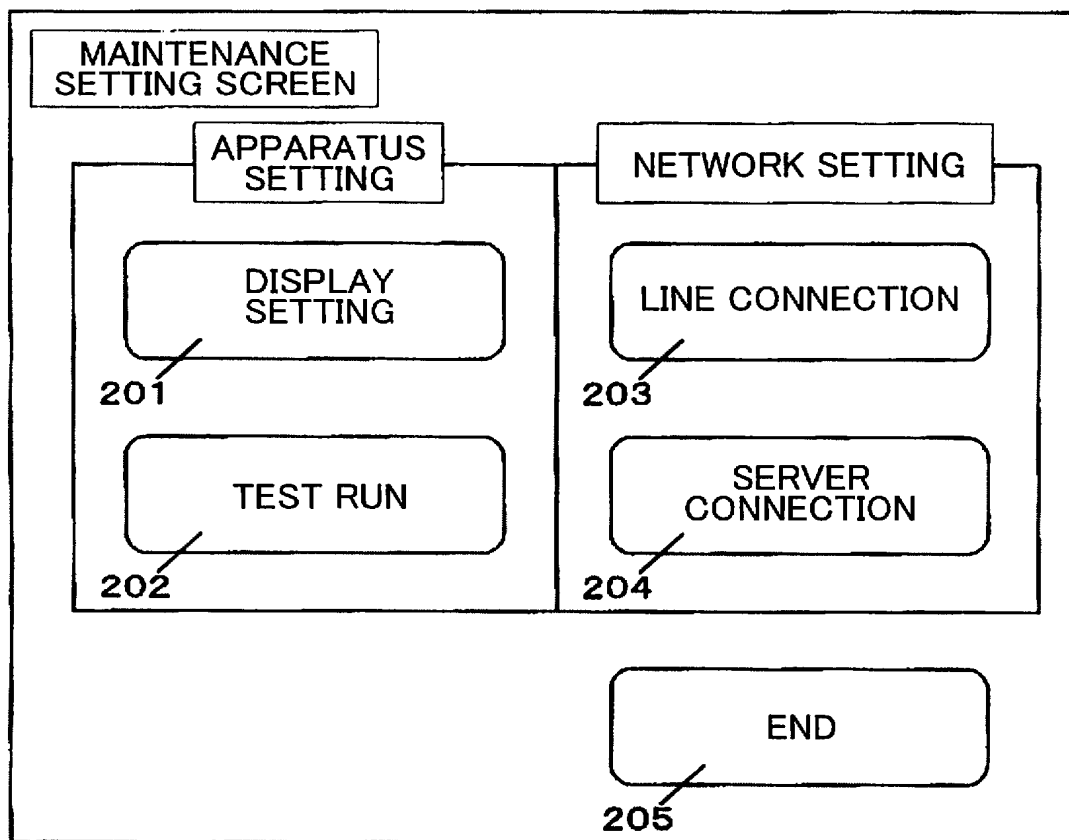 MAINTENANCE
SETTING SCREEN
APPARATUS
SETTING
DISPLAY
SETTING
201
TEST RUN
202
NETWORK SETTING
LINE CONNECTION
203
SERVER
CONNECTION
204
END
205